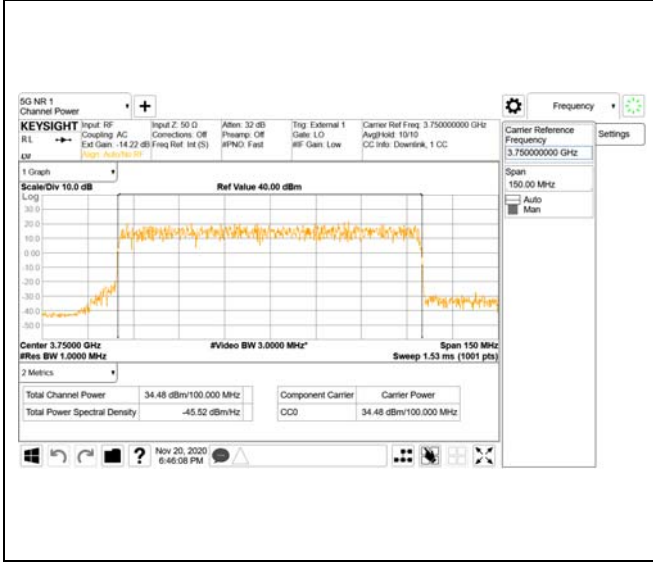 5G NR 1
Channel Power
Frequency
KEYSIGHT
Input: RF
Input Z: 50 Ω
Atten: 32 dB
Trig: External 1
Carrier Ref Freq: 3.750000000 GHz
RL
Coupling: AC
Corrections: Off
Preamp: Off
Gate: LO
Avg|Hold: 10/10
Ext Gain: -14.22 dB
Freq Ref: Int (S)
#PNO: Fast
#IF Gain: Low
CC Info: Downlink, 1 CC
Align: Auto/No RF
Carrier Reference
Frequency
3.750000000 GHz
Settings
Span
150.00 MHz
Auto
Man
1 Graph
Scale/Div 10.0 dB
Ref Value 40.00 dBm
Log
30.0
20.0
10.0
0.00
-10.0
-20.0
-30.0
-40.0
-50.0
Center 3.75000 GHz
#Video BW 3.0000 MHz*
Span 150 MHz
#Res BW 1.0000 MHz
Sweep 1.53 ms (1001 pts)
2 Metrics
Total Channel Power
34.48 dBm/100.000 MHz
Total Power Spectral Density
-45.52 dBm/Hz
Component Carrier
Carrier Power
CC0
34.48 dBm/100.000 MHz
?
Nov 20, 2020
6:46:08 PM